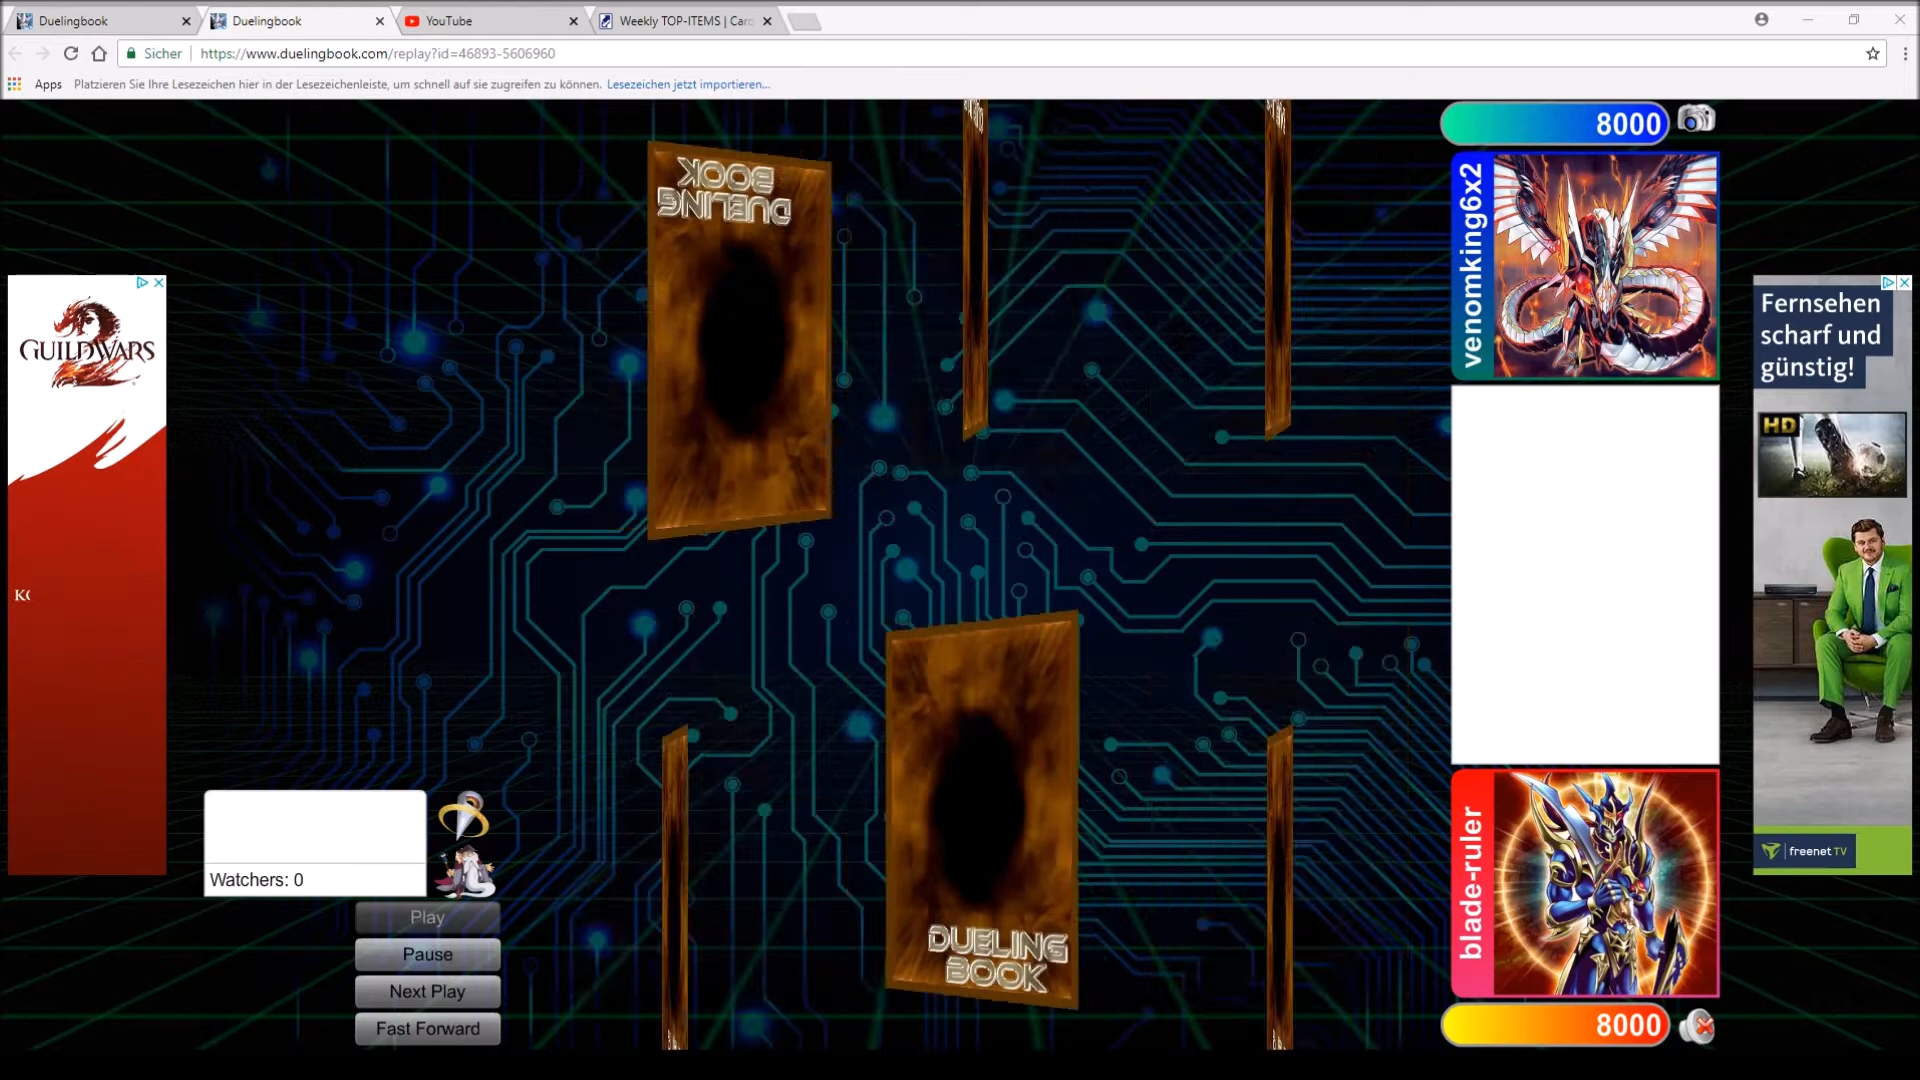 Duelingbook
Duelingbook
YouTube
Weekly TOP-ITEMS | Car
Sicher
https://www.duelingbook.com/replay?id=46893-5606960
Apps
Platzieren Sie Ihre Lesezeichen hier in der Lesezeichenleiste, um schnell auf sie zugreifen zu können. Lesezeichen jetzt importieren...
8000
venomking6x2
DUELING
BOOK
GUILDWARS
2
Fernsehen
scharf und
günstig!
HD
freenet TV
DUELING
BOOK
Watchers: 0
Play
Pause
Next Play
Fast Forward
blade-ruler
8000